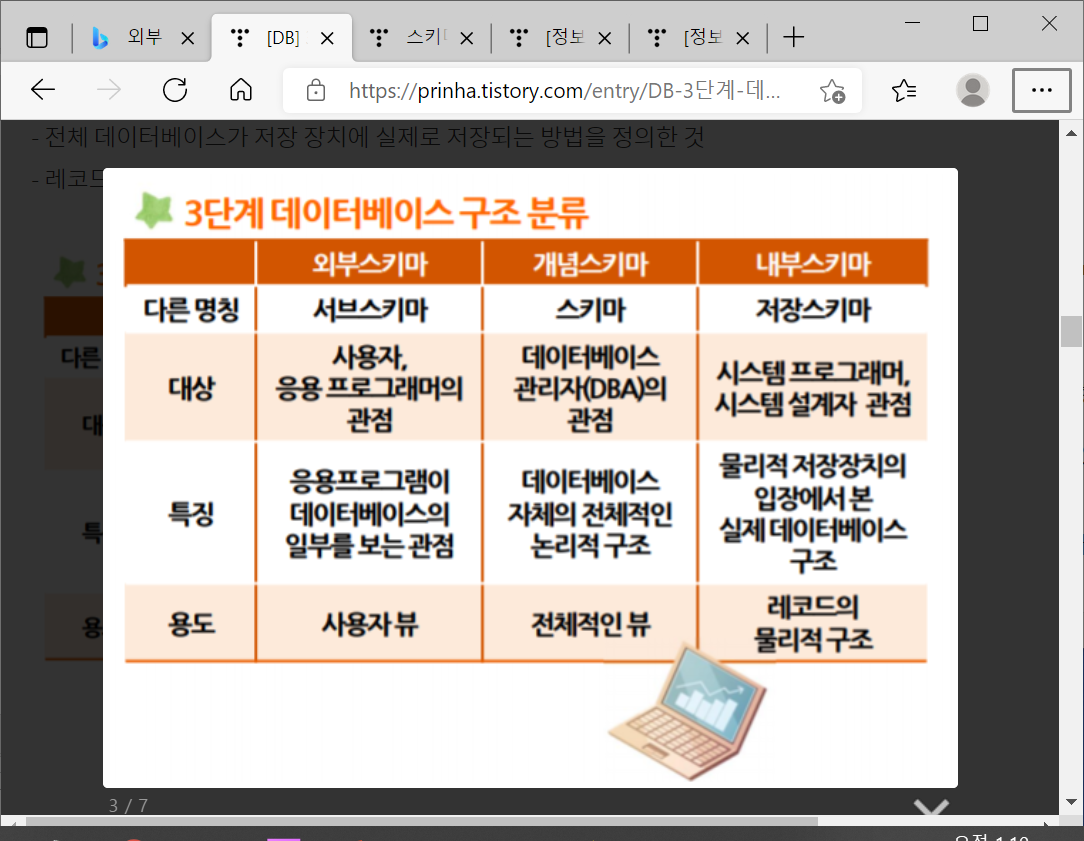 외부
[DB]
스키
[정보
[정보
https://prinha.tistory.com/entry/DB-3단계-데...
- 전체 데이터베이스가 저장 장치에 실제로 저장되는 방법을 정의한 것
- 레코드
3단계 데이터베이스 구조 분류
외부스키마 개념스키마 내부스키마
다른 명칭 서브스키마 스키마 저장스키마
대상
사용자,
응용 프로그래머의
관점
데이터베이스
관리자(DBA)의
관점
시스템 프로그래머,
시스템 설계자 관점
특징
응용프로그램이
데이터베이스의
일부를 보는 관점
데이터베이스
자체의 전체적인
논리적 구조
물리적 저장장치의
입장에서 본
실제 데이터베이스
구조
용도
사용자 뷰
전체적인 뷰
레코드의
물리적 구조
다른
3 / 7